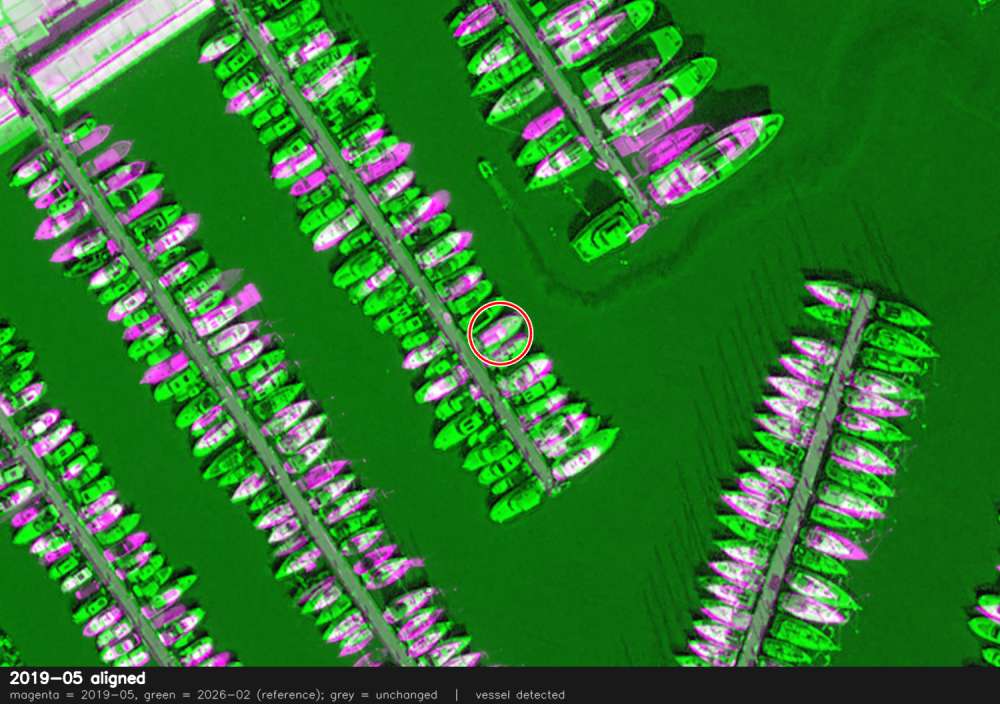 2019-05 aligned
magenta = 2019-05, green = 2026-02 (reference); grey = unchanged | vessel detected